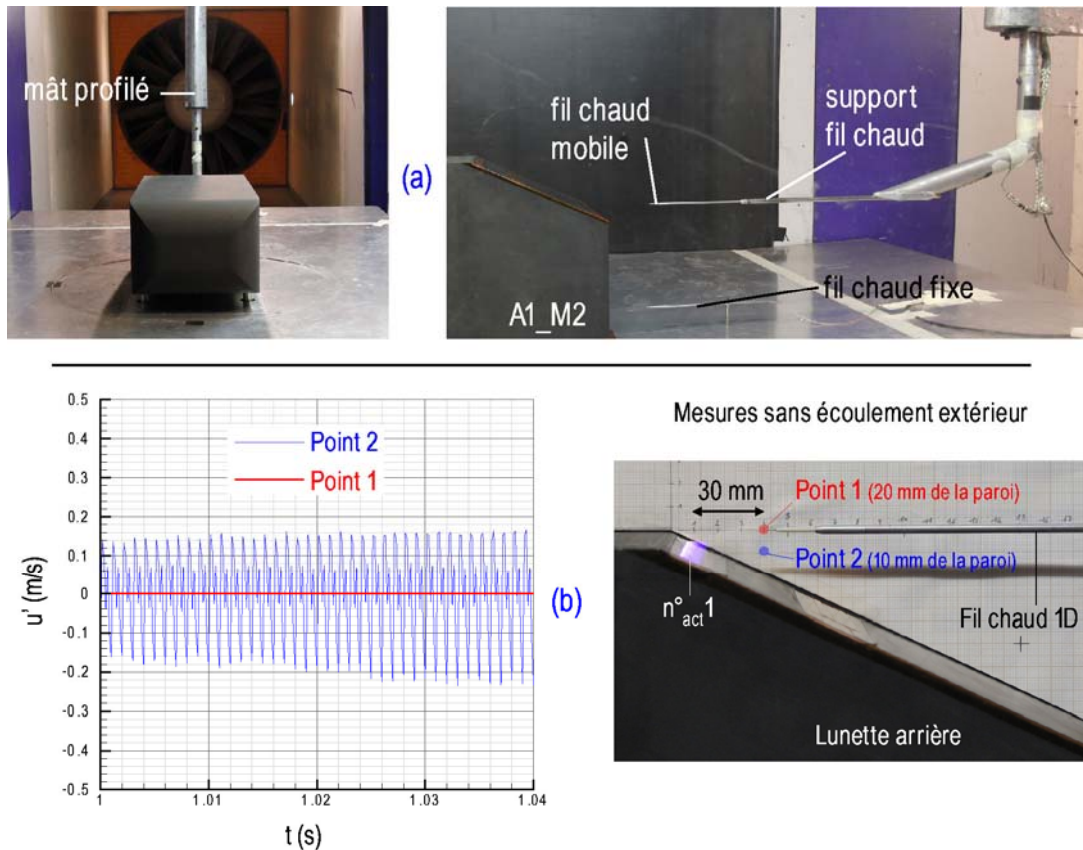 mât profilé
(a)
fil chaud
mobile
support
fil chaud
fil chaud fixe
A1_M2
Mesures sans écoulement extérieur
0.5
0.4
0.3
0.2
0.1
0
-0.1
-0.2
-0.3
-0.4
-0.5
u' (m/s)
Point 2
Point 1
1
1.01
1.02
1.03
1.04
t (s)
(b)
30 mm
Point 1 (20 mm de la paroi)
Point 2 (10 mm de la paroi)
n°act1
Fil chaud 1D
Lunette arrière